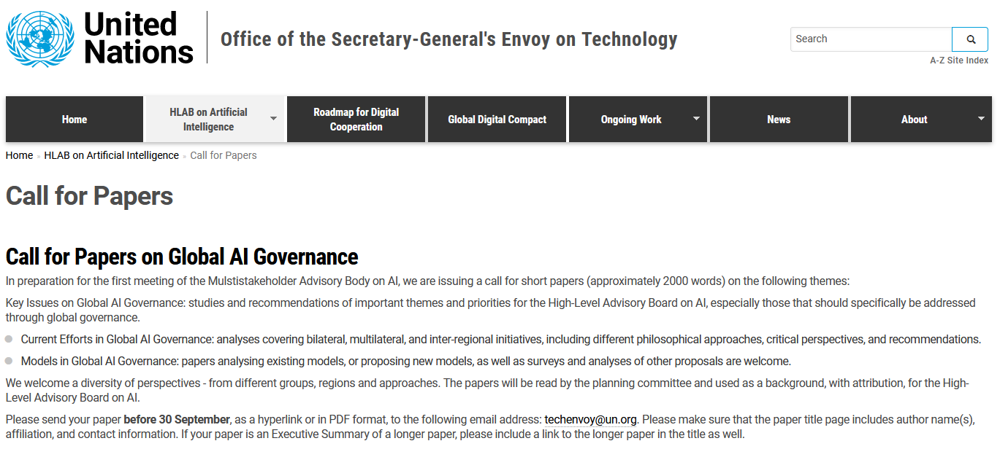 United
Nations
Office of the Secretary-General's Envoy on Technology
Search
A-Z Site Index
Home
HLAB on Artificial
Intelligence
Roadmap for Digital
Cooperation
Global Digital Compact
Ongoing Work
News
About
Home » HLAB on Artificial Intelligence » Call for Papers
Call for Papers
Call for Papers on Global AI Governance
In preparation for the first meeting of the Mulstistakeholder Advisory Body on AI, we are issuing a call for short papers (approximately 2000 words) on the following themes:
Key Issues on Global AI Governance: studies and recommendations of important themes and priorities for the High-Level Advisory Board on AI, especially those that should specifically be addressed
through global governance.
Current Efforts in Global AI Governance: analyses covering bilateral, multilateral, and inter-regional initiatives, including different philosophical approaches, critical perspectives, and recommendations.
Models in Global AI Governance: papers analysing existing models, or proposing new models, as well as surveys and analyses of other proposals are welcome.
We welcome a diversity of perspectives - from different groups, regions and approaches. The papers will be read by the planning committee and used as a background, with attribution, for the High-
Level Advisory Board on AI.
Please send your paper before 30 September, as a hyperlink or in PDF format, to the following email address: techenvoy@un.org. Please make sure that the paper title page includes author name(s),
affiliation, and contact information. If your paper is an Executive Summary of a longer paper, please include a link to the longer paper in the title as well.